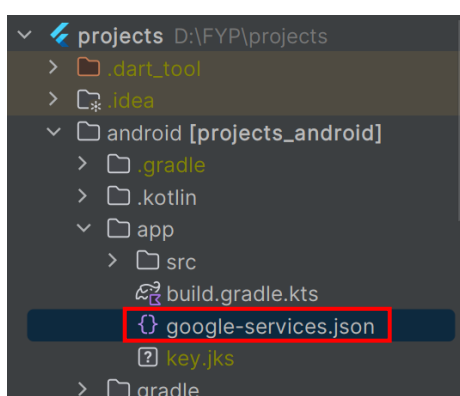 projects D:\FYP\projects
.dart_tool
.idea
android [projects_android]
.gradle
.kotlin
app
src
build.gradle.kts
google-services.json
key.jks
gradle